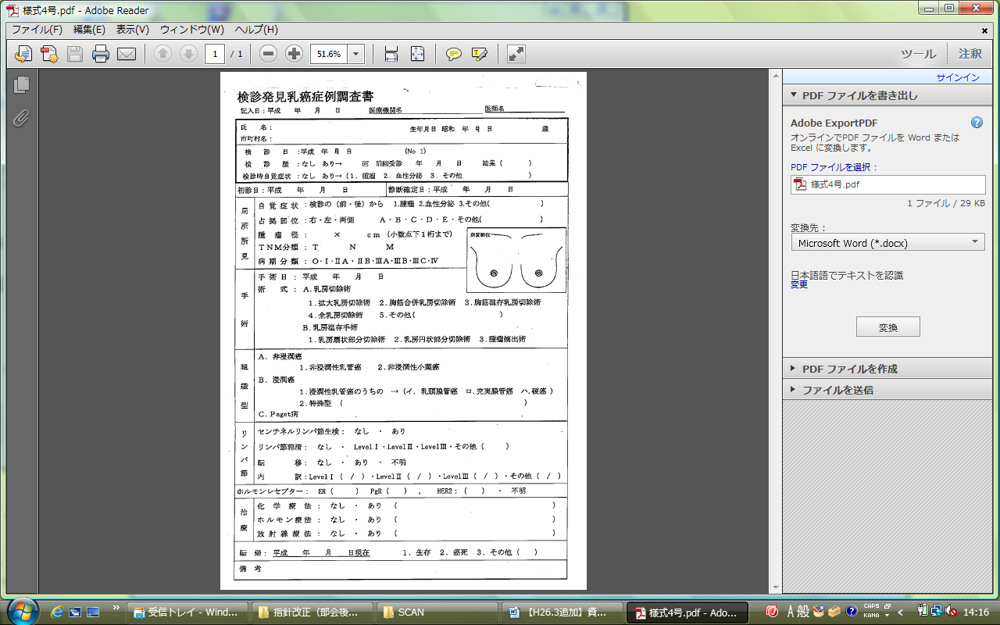 様式4号.pdf - Adobe Reader
ファイル(F) 編集(E) 表示(V) ウィンドウ(W) ヘルプ(H)
1 / 1 51.6% ツール 注釈
サインイン
PDF ファイルを書き出し
Adobe ExportPDF
オンラインでPDF ファイルを Word または
Excel に変換します。
PDF ファイルを選択 :
様式4号.pdf
1 ファイル / 29 KB
変換先 :
Microsoft Word (*.docx)
日本語語でテキストを認識
変更
変換
PDF ファイルを作成
ファイルを送信
検診発見乳癌症例調査書
記入日：平成 年 月 日 医療機関名 医師名
氏 名： 生年月日 昭和 年 月 日 歳
市町村名：
検 診 日 ：平成 年 月 日 (No 1)
検 診 歴 ：なし あり→ 回 前回受診 年 月 日 結果 ( )
検診時自覚症状 ：なし あり→ (1. 腫瘤 2. 血性分泌 3. その他 )
初診日：平成 年 月 日 診断確定日：平成 年 月 日
局所所見
自覚症状：検診の (前・後) から 1.腫瘤 2.血性分泌 3.その他( )
占拠部位：右・左・両側 A・B・C・D・E・その他( )
腫瘤径： × cm (小数点下1桁まで)
TNM分類： T N M
病期分類：O・I・ⅡA・ⅡB・ⅢA・ⅢB・ⅢC・Ⅳ
病変部位
手術
手術日：平成 年 月 日
術 式：A.乳房切除術
1.拡大乳房切除術 2.胸筋合併乳房切除術 3.胸筋温存乳房切除術
4.全乳房切除術 5.その他( )
B.乳房温存手術
1.乳房扇状部分切除術 2.乳房円状部分切除術 3.腫瘤摘出術
組織型
A. 非浸潤癌
1.非浸潤性乳管癌 2.非浸潤性小葉癌
B. 浸潤癌
1.浸潤性乳管癌のうちの → (イ. 乳頭腺管癌 ロ.充実腺管癌 ハ.硬癌 )
2.特殊型 ( )
C.Paget病
リンパ節
センチネルリンパ節生検： なし ・ あり
リンパ節郭清： なし ・ LevelⅠ・LevelⅡ・LevelⅢ・その他 ( )
転 移： なし ・ あり ・ 不明
内 訳：LevelⅠ ( / ) ・LevelⅡ ( / ) ・LevelⅢ ( / ) ・その他 ( / )
ホルモンレセプター： ER ( ) PgR ( ) , HER2： ( ) ・ 不明
治療
化学療法： なし ・ あり ( )
ホルモン療法： なし ・ あり ( )
放射線療法： なし ・ あり ( )
転 帰：平成 年 月 日現在 1. 生存 2. 癌死 3. その他 ( )
備 考
受信トレイ - Wind... 指針改正（部会後... SCAN 【H26.3追加】資... 様式4号.pdf - Ado... A 般 CAPS KANA 14:16